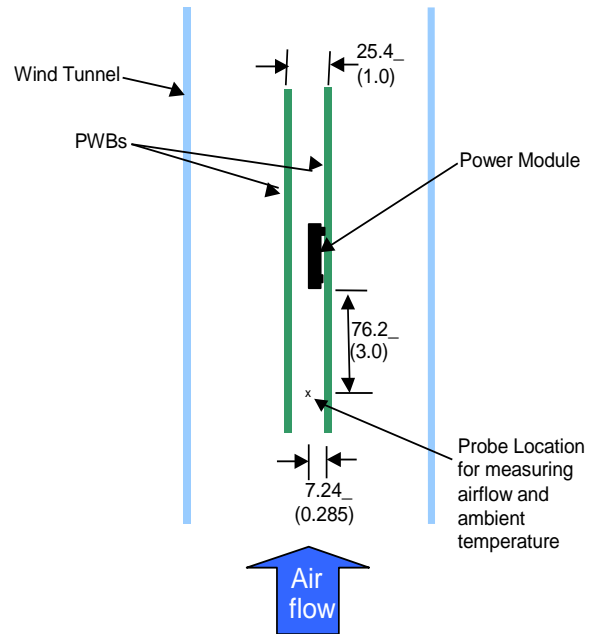 25.4_
(1.0)
Wind Tunnel
PWBs
Power Module
76.2_
(3.0)
x
Probe Location
for measuring
airflow and
ambient
temperature
7.24_
(0.285)
Air
flow